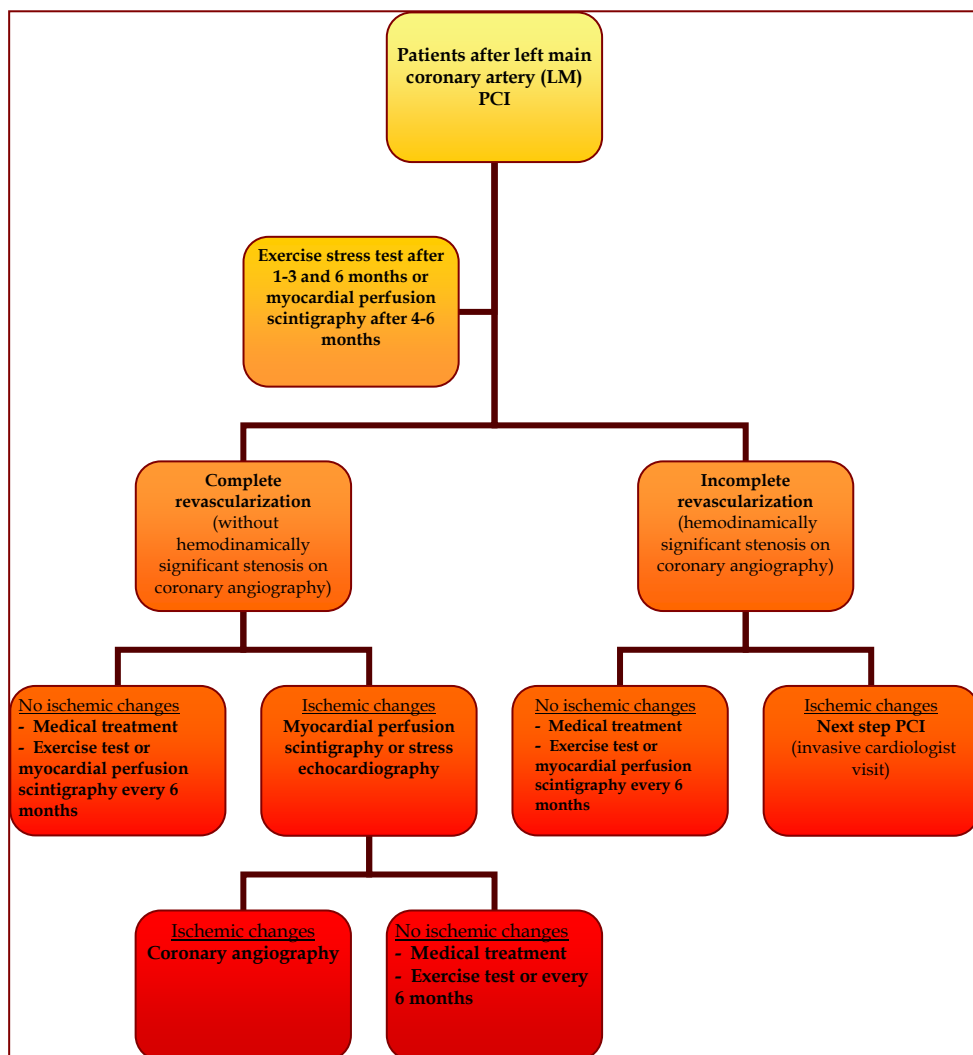 Patients after left main
coronary artery (LM)
PCI
Exercise stress test after
1-3 and 6 months or
myocardial perfusion
scintigraphy after 4-6
months
Complete
revascularization
(without
hemodinamically
significant stenosis on
coronary angiography)
Incomplete
revascularization
(hemodinamically
significant stenosis on
coronary angiography)
No ischemic changes
- Medical treatment
- Exercise test or
myocardial perfusion
scintigraphy every 6
months
Ischemic changes
Myocardial perfusion
scintigraphy or stress
echocardiography
No ischemic changes
- Medical treatment
- Exercise test or
myocardial perfusion
scintigraphy every 6
months
Ischemic changes
Next step PCI
(invasive cardiologist
visit)
Ischemic changes
Coronary angiography
No ischemic changes
- Medical treatment
- Exercise test or every
6 months